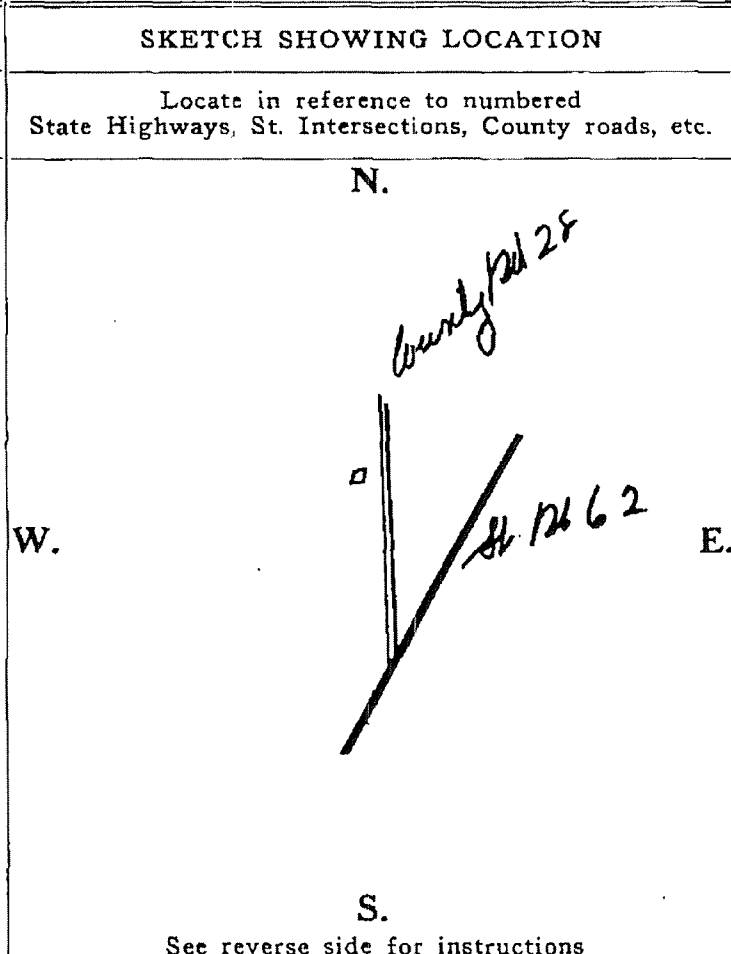 SKETCH SHOWING LOCATION
Locate in reference to numbered
State Highways, St. Intersections, County roads, etc.
N.
County Rd 28
W.
St. Rt 62
E.
S.
See reverse side for instructions